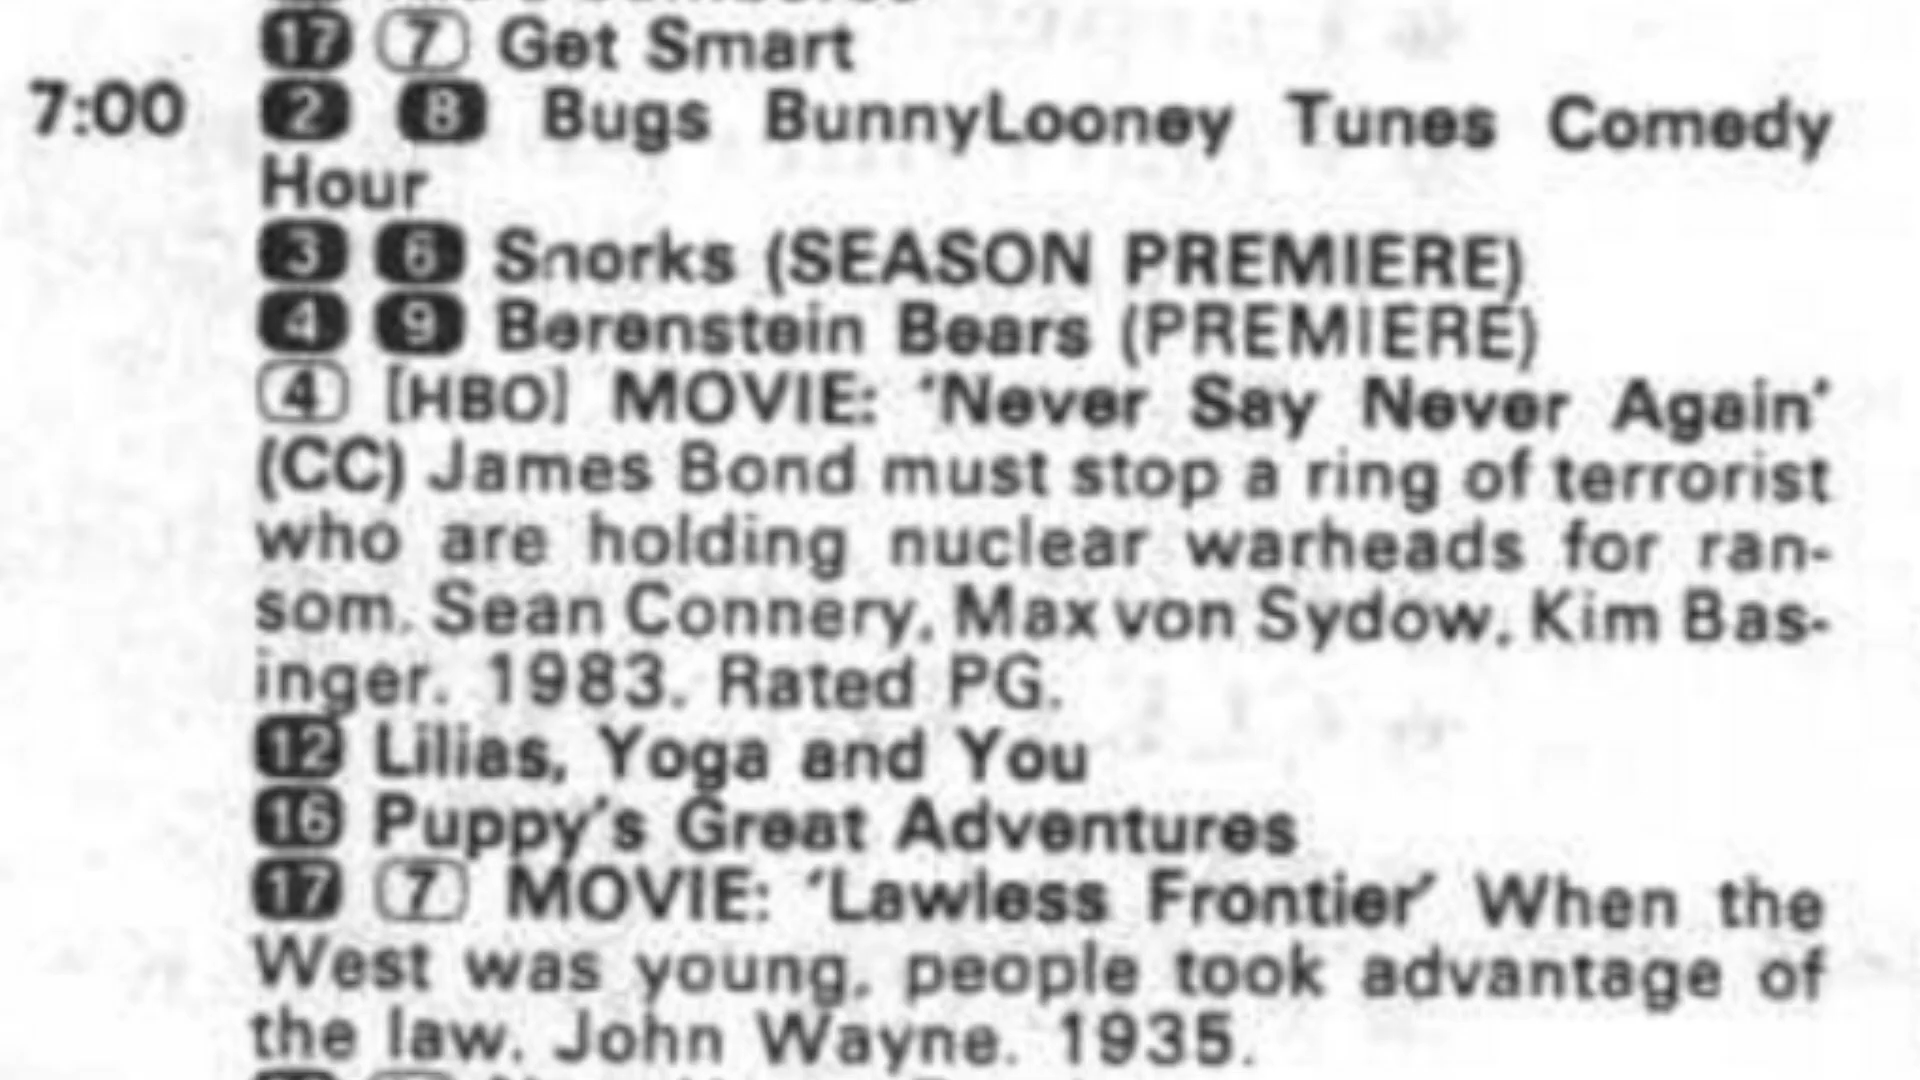 17 7 Get Smart
7:00 2 8 Bugs BunnyLooney Tunes Comedy
Hour
3 6 Snorks (SEASON PREMIERE)
4 9 Berenstein Bears (PREMIERE)
4 [HBO] MOVIE: 'Never Say Never Again'
(CC) James Bond must stop a ring of terrorist
who are holding nuclear warheads for ran-
som. Sean Connery, Max von Sydow, Kim Bas-
inger. 1983. Rated PG.
12 Lilias, Yoga and You
16 Puppy's Great Adventures
17 7 MOVIE: 'Lawless Frontier' When the
West was young, people took advantage of
the law. John Wayne. 1935.